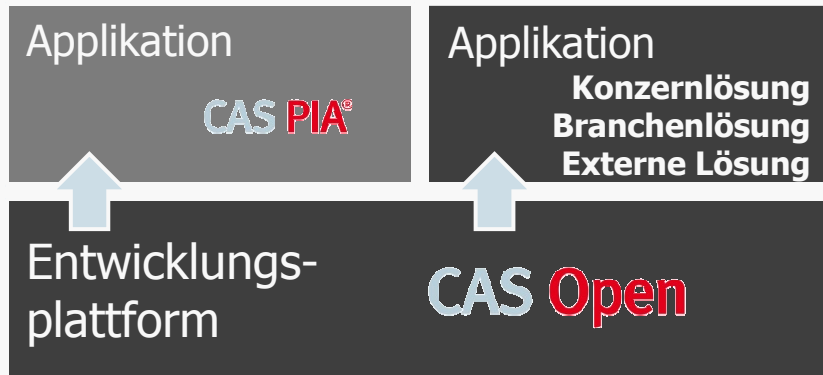 Applikation
CAS PIA®
Applikation
Konzernlösung
Branchenlösung
Externe Lösung
Entwicklungs-
plattform
CAS Open